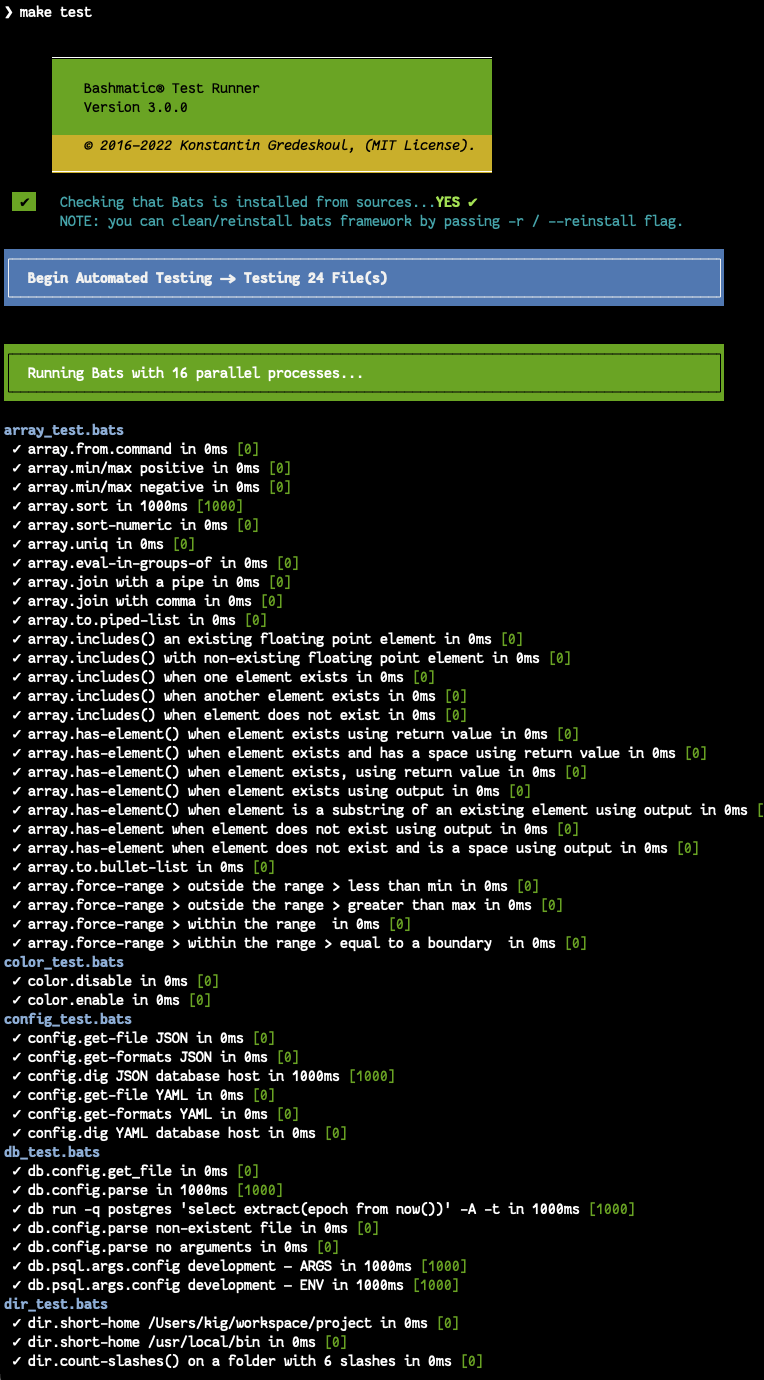 ❯ make test
Bashmatic® Test Runner
Version 3.0.0
© 2016-2022 Konstantin Gredeskoul, (MIT License).
✔ Checking that Bats is installed from sources...YES ✔
NOTE: you can clean/reinstall bats framework by passing -r / --reinstall flag.
Begin Automated Testing —> Testing 24 File(s)
Running Bats with 16 parallel processes...
array_test.bats
✓ array.from.command in 0ms [0]
✓ array.min/max positive in 0ms [0]
✓ array.min/max negative in 0ms [0]
✓ array.sort in 1000ms [1000]
✓ array.sort-numeric in 0ms [0]
✓ array.uniq in 0ms [0]
✓ array.eval-in-groups-of in 0ms [0]
✓ array.join with a pipe in 0ms [0]
✓ array.join with comma in 0ms [0]
✓ array.to.piped-list in 0ms [0]
✓ array.includes() an existing floating point element in 0ms [0]
✓ array.includes() with non-existing floating point element in 0ms [0]
✓ array.includes() when one element exists in 0ms [0]
✓ array.includes() when another element exists in 0ms [0]
✓ array.includes() when element does not exist in 0ms [0]
✓ array.has-element() when element exists using return value in 0ms [0]
✓ array.has-element() when element exists and has a space using return value in 0ms [0]
✓ array.has-element() when element exists, using return value in 0ms [0]
✓ array.has-element() when element exists using output in 0ms [0]
✓ array.has-element() when element is a substring of an existing element using output in 0ms [
✓ array.has-element when element does not exist using output in 0ms [0]
✓ array.has-element when element does not exist and is a space using output in 0ms [0]
✓ array.to.bullet-list in 0ms [0]
✓ array.force-range > outside the range > less than min in 0ms [0]
✓ array.force-range > outside the range > greater than max in 0ms [0]
✓ array.force-range > within the range  in 0ms [0]
✓ array.force-range > within the range > equal to a boundary  in 0ms [0]
color_test.bats
✓ color.disable in 0ms [0]
✓ color.enable in 0ms [0]
config_test.bats
✓ config.get-file JSON in 0ms [0]
✓ config.get-formats JSON in 0ms [0]
✓ config.dig JSON database host in 1000ms [1000]
✓ config.get-file YAML in 0ms [0]
✓ config.get-formats YAML in 0ms [0]
✓ config.dig YAML database host in 0ms [0]
db_test.bats
✓ db.config.get_file in 0ms [0]
✓ db.config.parse in 1000ms [1000]
✓ db run -q postgres 'select extract(epoch from now())' -A -t in 1000ms [1000]
✓ db.config.parse non-existent file in 0ms [0]
✓ db.config.parse no arguments in 0ms [0]
✓ db.psql.args.config development — ARGS in 1000ms [1000]
✓ db.psql.args.config development — ENV in 1000ms [1000]
dir_test.bats
✓ dir.short-home /Users/kig/workspace/project in 0ms [0]
✓ dir.short-home /usr/local/bin in 0ms [0]
✓ dir.count-slashes() on a folder with 6 slashes in 0ms [0]